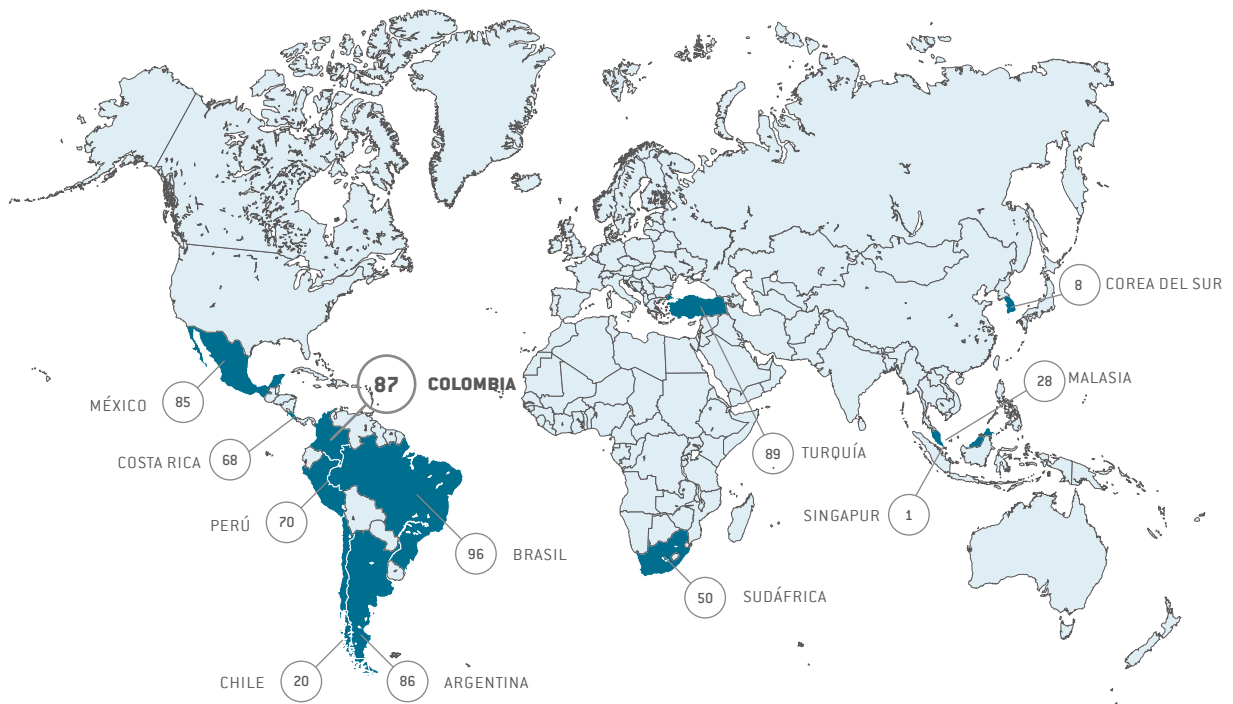 8 COREA DEL SUR
28 MALASIA
87 COLOMBIA
MÉXICO 85
COSTA RICA 68
89 TURQUÍA
SINGAPUR 1
PERÚ 70
96 BRASIL
50 SUDÁFRICA
CHILE 20
86 ARGENTINA